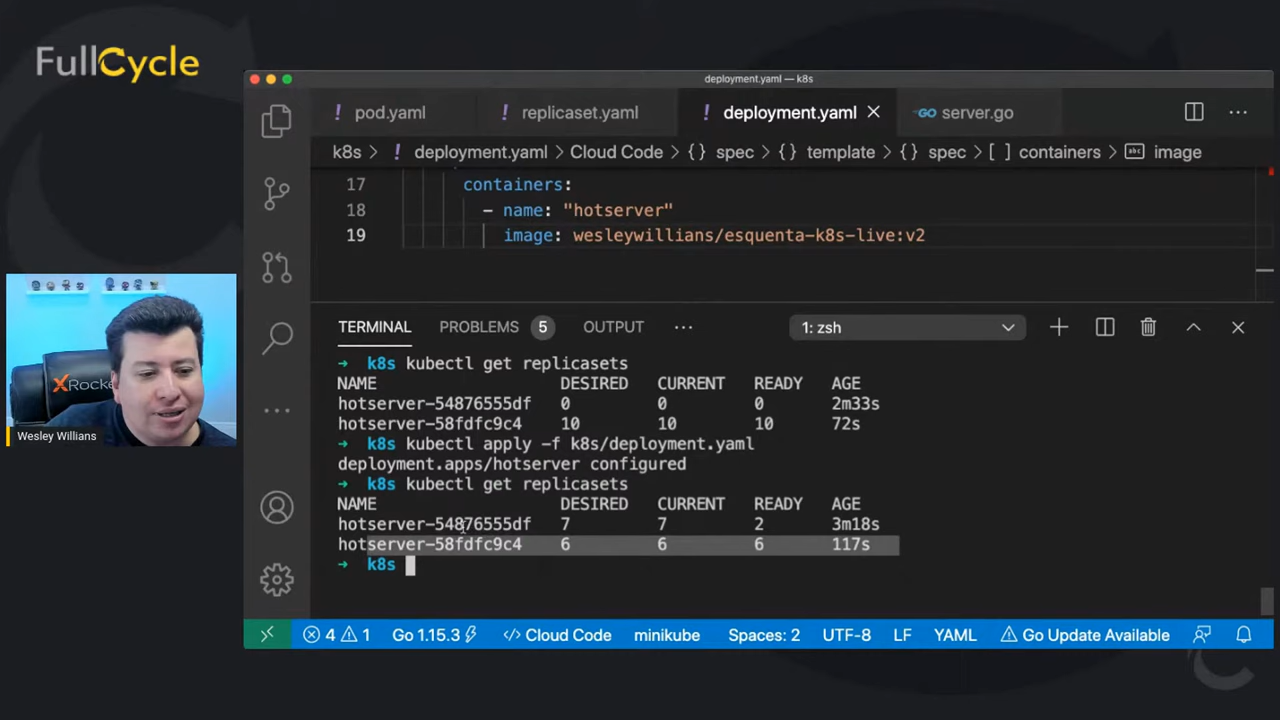 FullCycle
deployment.yaml — k8s
! pod.yaml
! replicaset.yaml
! deployment.yaml
GO server.go
k8s > ! deployment.yaml > Cloud Code > {} spec > {} template > {} spec > [ ] containers > abc image
17 containers:
18 - name: "hotserver"
19 image: wesleywillians/esquenta-k8s-live:v2
XRocker
Wesley Willians
TERMINAL PROBLEMS 5 OUTPUT ... 1: zsh
→ k8s kubectl get replicasets
NAME DESIRED CURRENT READY AGE
hotserver-54876555df 0 0 0 2m33s
hotserver-58fdfc9c4 10 10 10 72s
→ k8s kubectl apply -f k8s/deployment.yaml
deployment.apps/hotserver configured
→ k8s kubectl get replicasets
NAME DESIRED CURRENT READY AGE
hotserver-54876555df 7 7 2 3m18s
hotserver-58fdfc9c4 6 6 6 117s
→ k8s
4 1 Go 1.15.3 Cloud Code minikube Spaces: 2 UTF-8 LF YAML Go Update Available